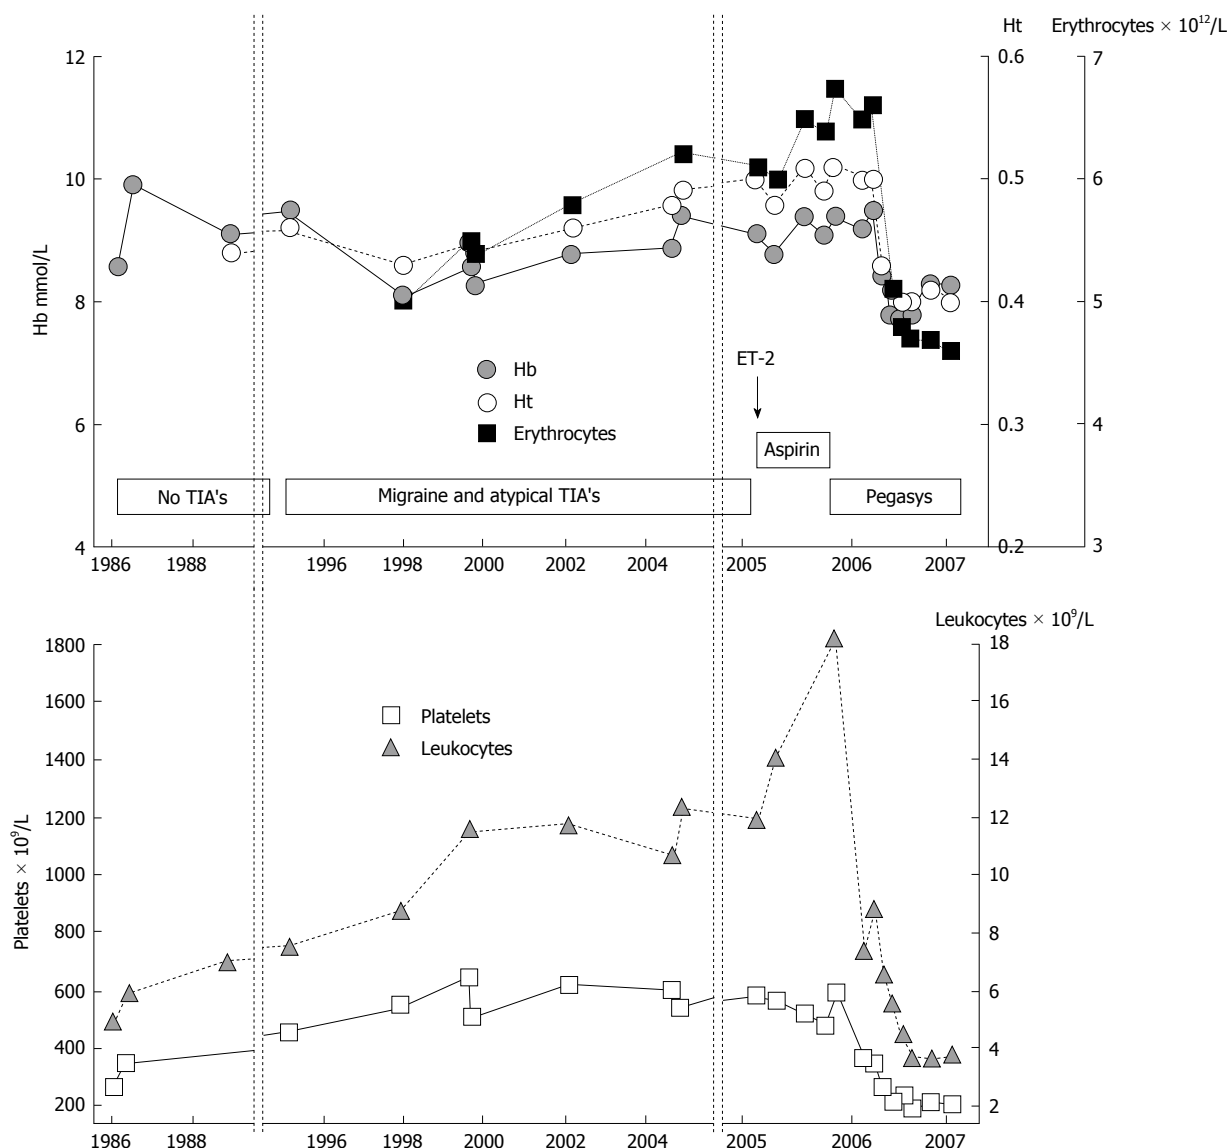 Ht Erythrocytes × 10¹²/L
12 0.6 7
10 0.5 6
8 0.4 5
6 0.3 4
4 0.2 3
Hb mmol/L
Hb
Ht
Erythrocytes
ET-2
Aspirin
No TIA's Migraine and atypical TIA's Pegasys
1986 1988 1996 1998 2000 2002 2004 2005 2006 2007
Leukocytes × 10⁹/L
1800 18
1600 16
1400 14
1200 12
1000 10
800 8
600 6
400 4
200 2
Platelets × 10⁹/L
Platelets
Leukocytes
1986 1988 1996 1998 2000 2002 2004 2005 2006 2007